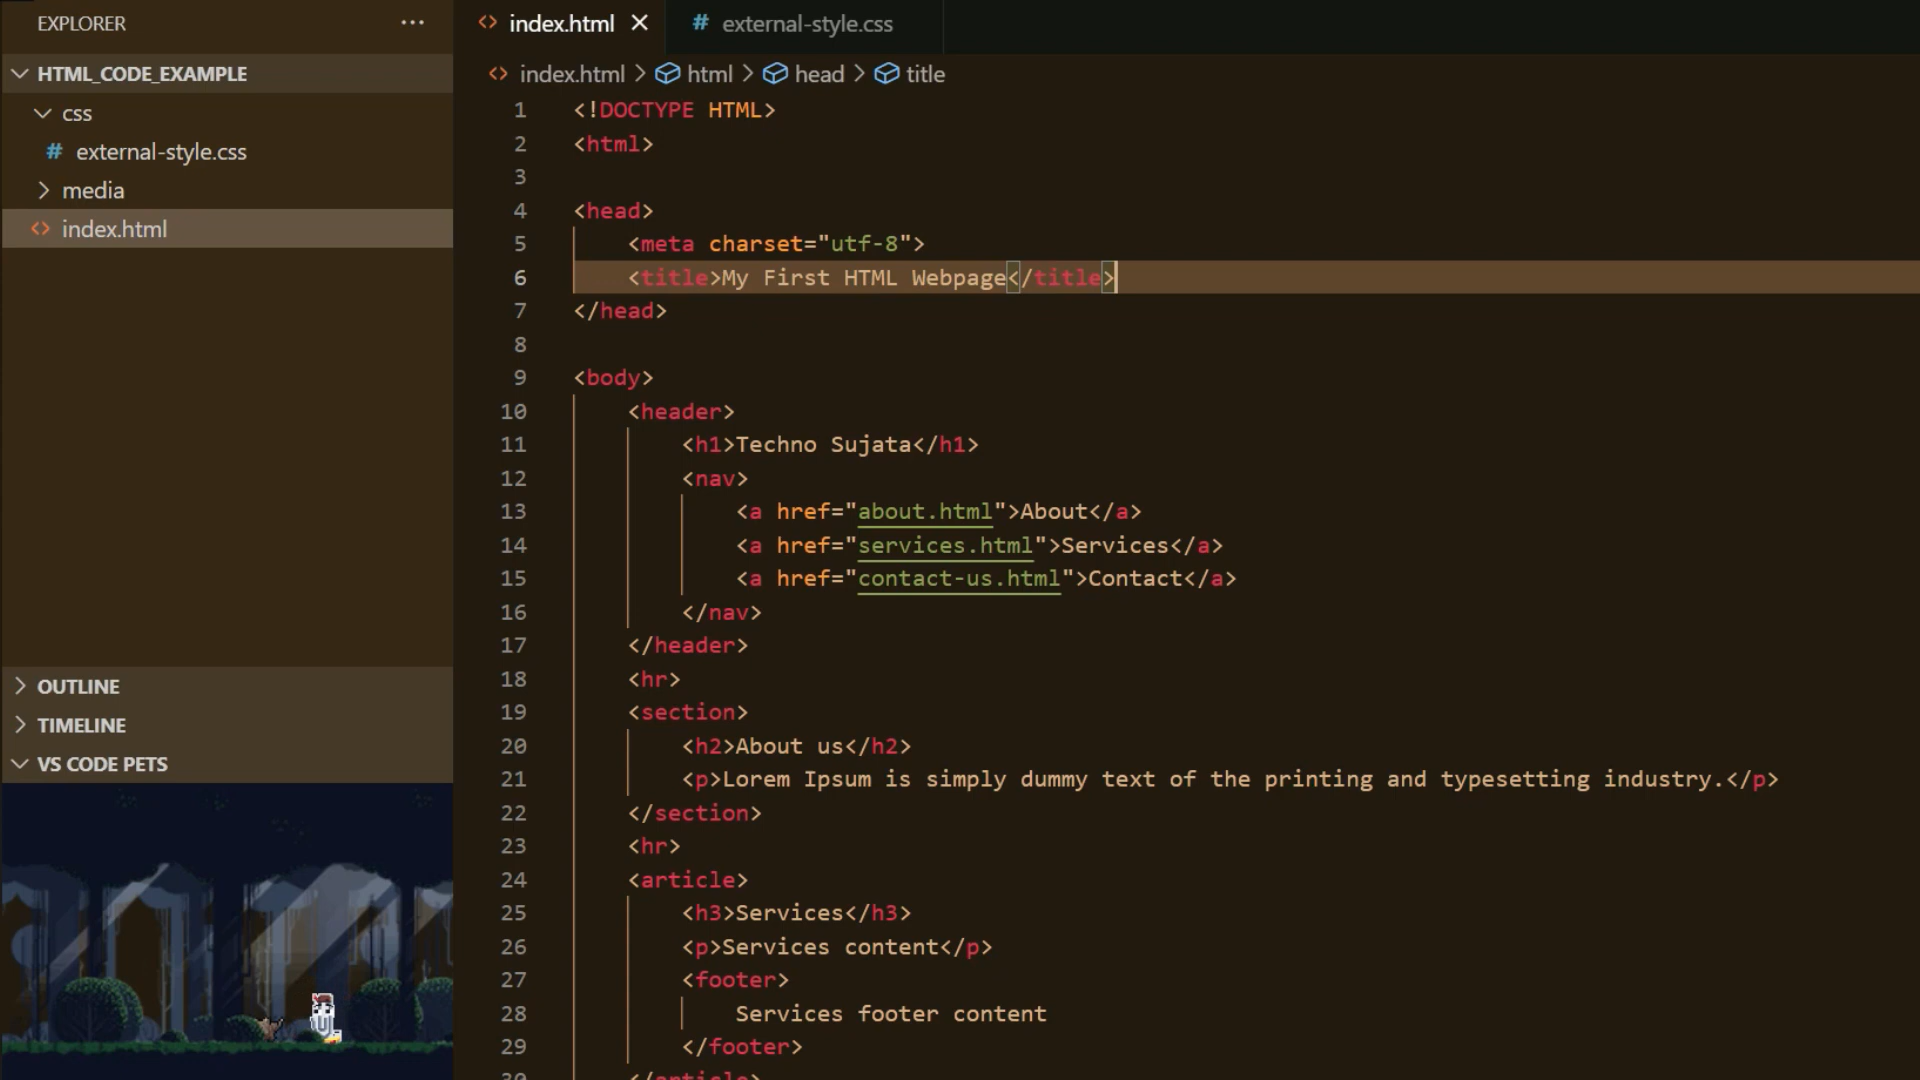 EXPLORER
HTML_CODE_EXAMPLE
css
# external-style.css
media
<> index.html
OUTLINE
TIMELINE
VS CODE PETS
<> index.html ×
# external-style.css
<> index.html > html > head > title
1 <!DOCTYPE HTML>
2 <html>
3
4 <head>
5 <meta charset="utf-8">
6 <title>My First HTML Webpage</title>
7 </head>
8
9 <body>
10 <header>
11 <h1>Techno Sujata</h1>
12 <nav>
13 <a href="about.html">About</a>
14 <a href="services.html">Services</a>
15 <a href="contact-us.html">Contact</a>
16 </nav>
17 </header>
18 <hr>
19 <section>
20 <h2>About us</h2>
21 <p>Lorem Ipsum is simply dummy text of the printing and typesetting industry.</p>
22 </section>
23 <hr>
24 <article>
25 <h3>Services</h3>
26 <p>Services content</p>
27 <footer>
28 Services footer content
29 </footer>
30 </article>